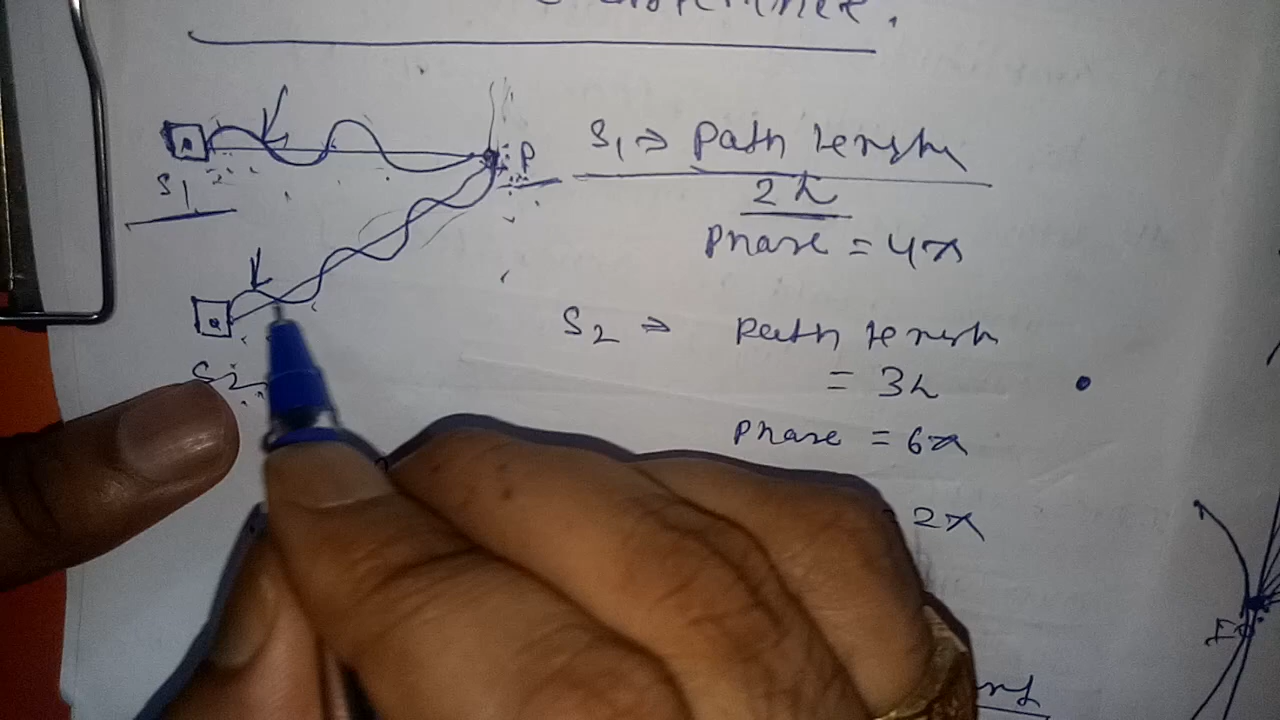 P
S₁ ⇒ Path length
S₁
2λ
Phase = 4π
S₂ ⇒ Path length
= 3λ
S₂
Phase = 6π
2π